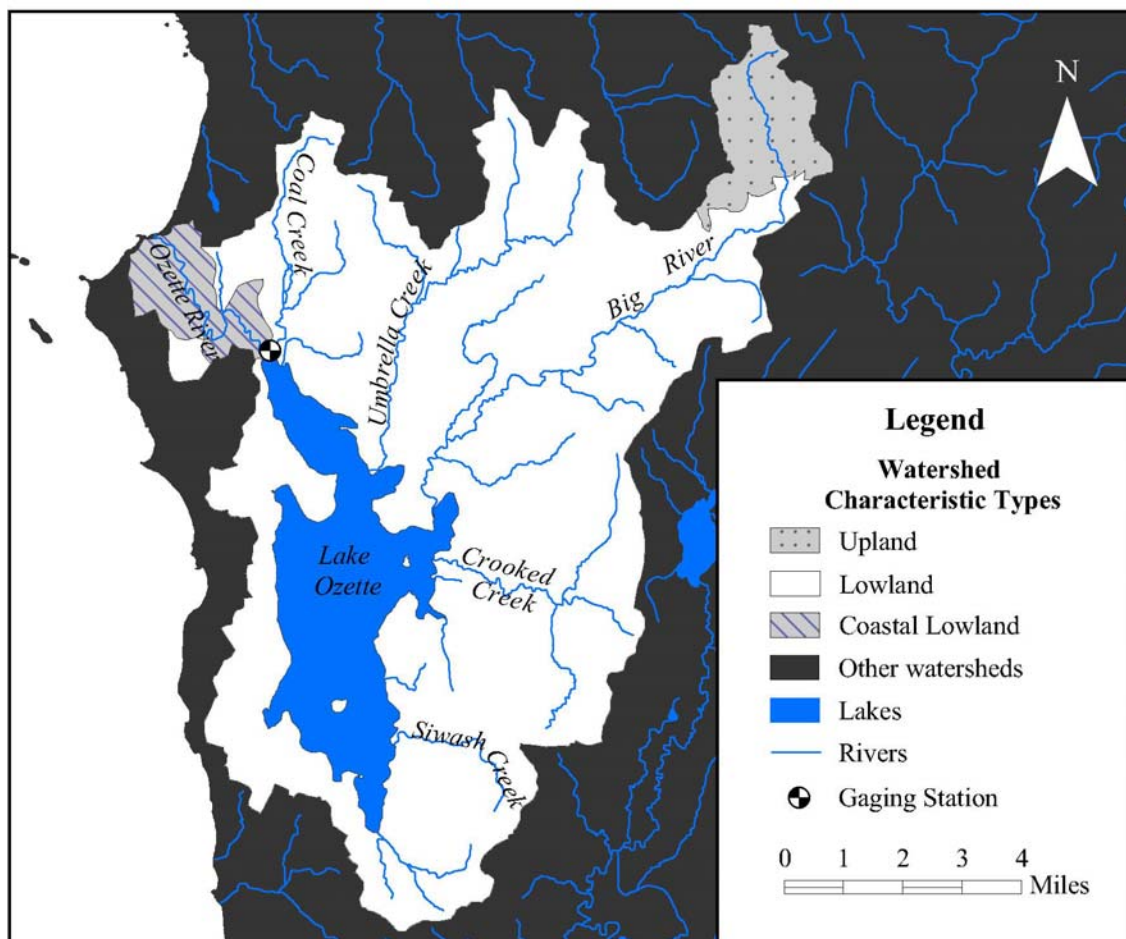 N
Coal Creek
Ozette River
Umbrella Creek
Big River
Lake
Ozette
Crooked
Creek
Siwash Creek
Legend
Watershed
Characteristic Types
Upland
Lowland
Coastal Lowland
Other watersheds
Lakes
Rivers
Gaging Station
0 1 2 3 4
Miles